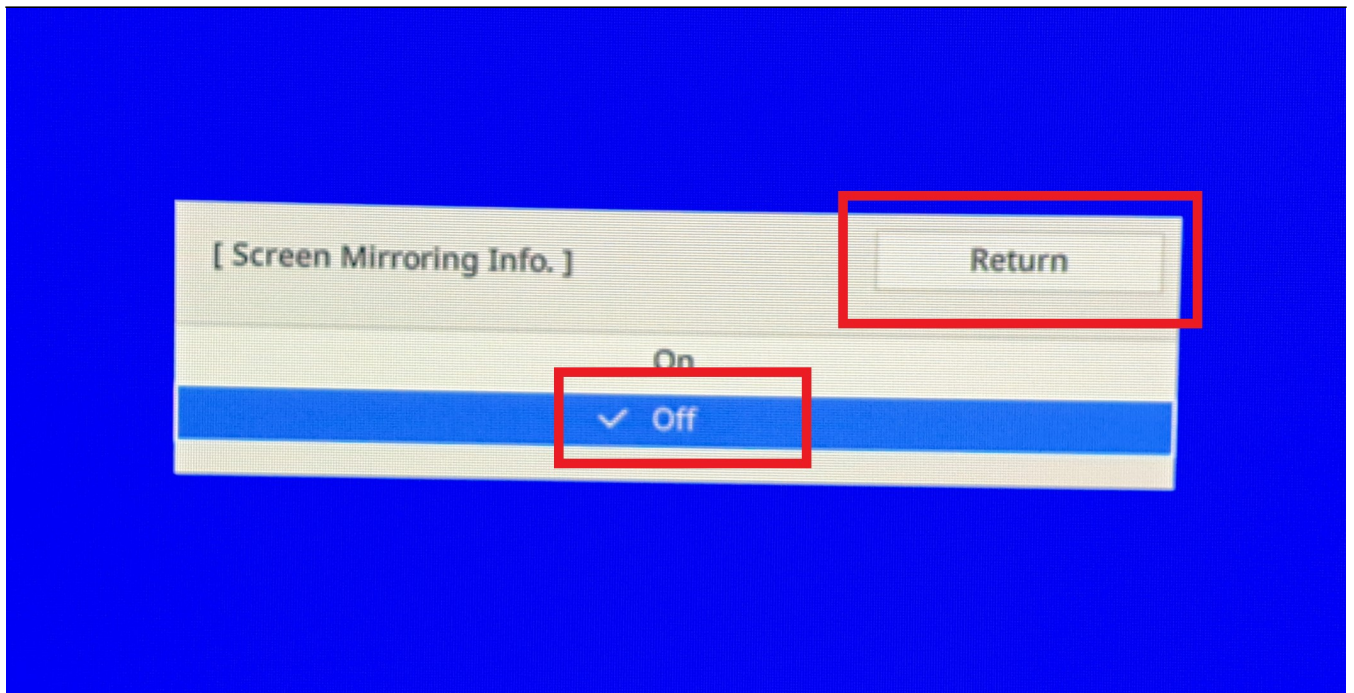 [ Screen Mirroring Info. ]
Return
On
✓ Off